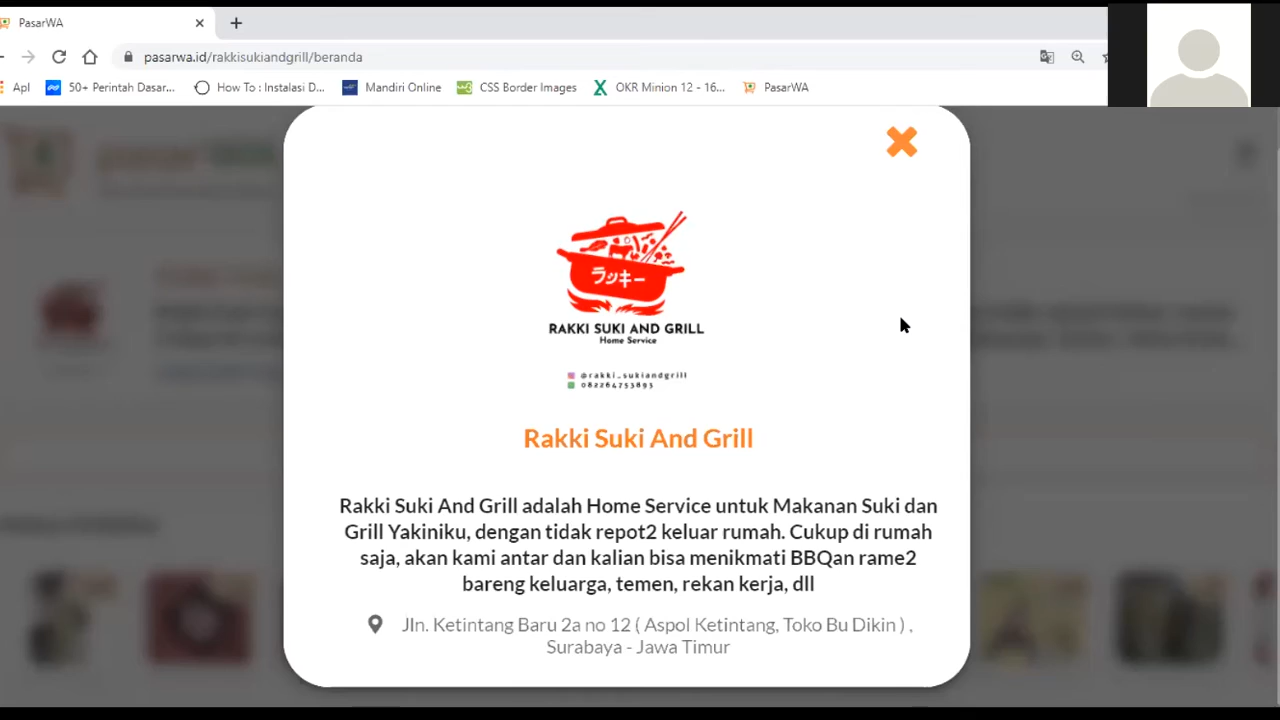 PasarWA
pasarwa.id/rakkisukiandgrill/beranda
Apl
50+ Perintah Dasar...
How To : Instalasi D...
Mandiri Online
CSS Border Images
OKR Minion 12 - 16...
PasarWA
ラッキー
RAKKI SUKI AND GRILL
Home Service
@rakki_sukiandgrill
082264753895
Rakki Suki And Grill
Rakki Suki And Grill adalah Home Service untuk Makanan Suki dan
Grill Yakiniku, dengan tidak repot2 keluar rumah. Cukup di rumah
saja, akan kami antar dan kalian bisa menikmati BBQan rame2
bareng keluarga, temen, rekan kerja, dll
Jln. Ketintang Baru 2a no 12 ( Aspol Ketintang, Toko Bu Dikin ) ,
Surabaya - Jawa Timur